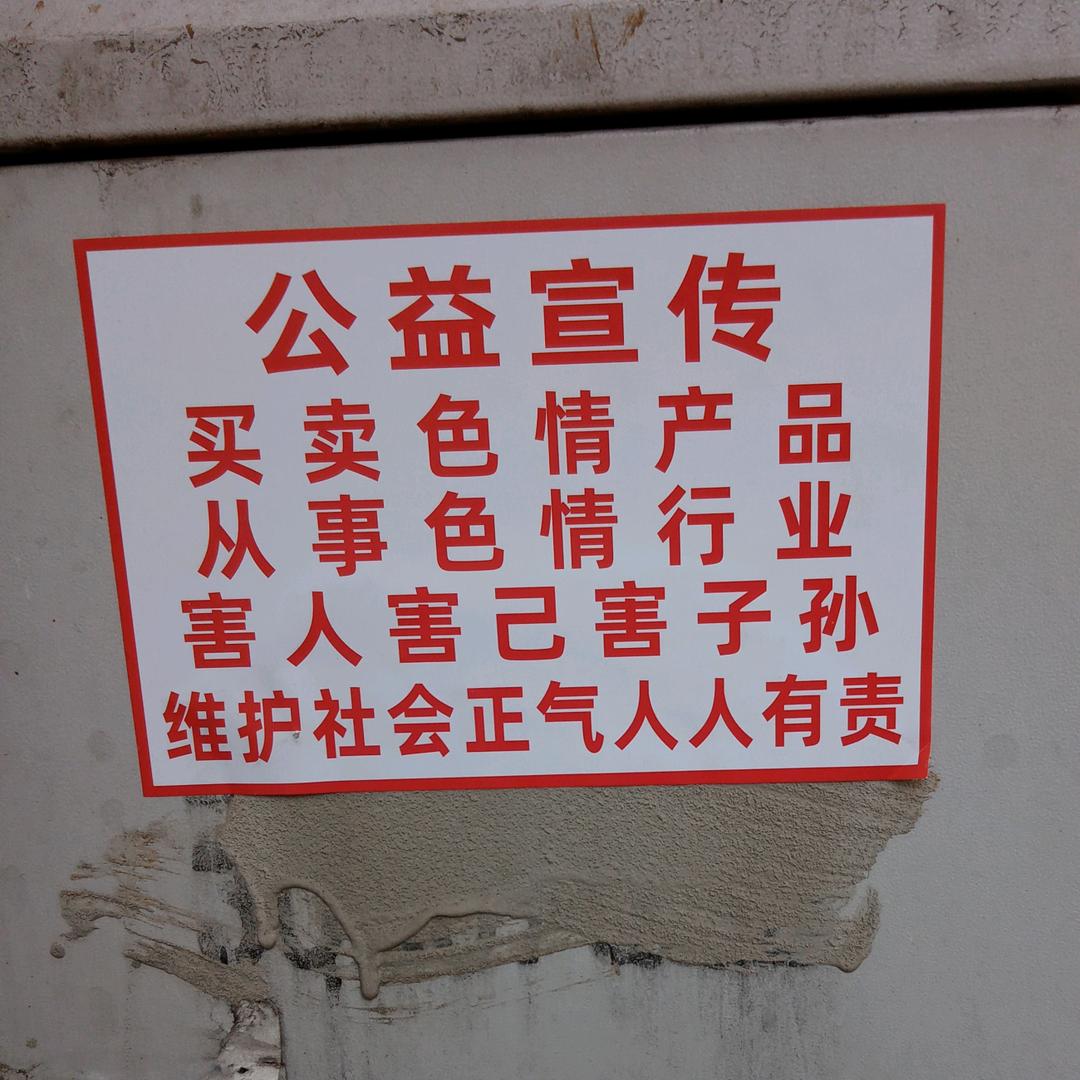 公益宣传
买卖色情产品
从事色情行业
害人害己害子孙
维护社会正气人人有责